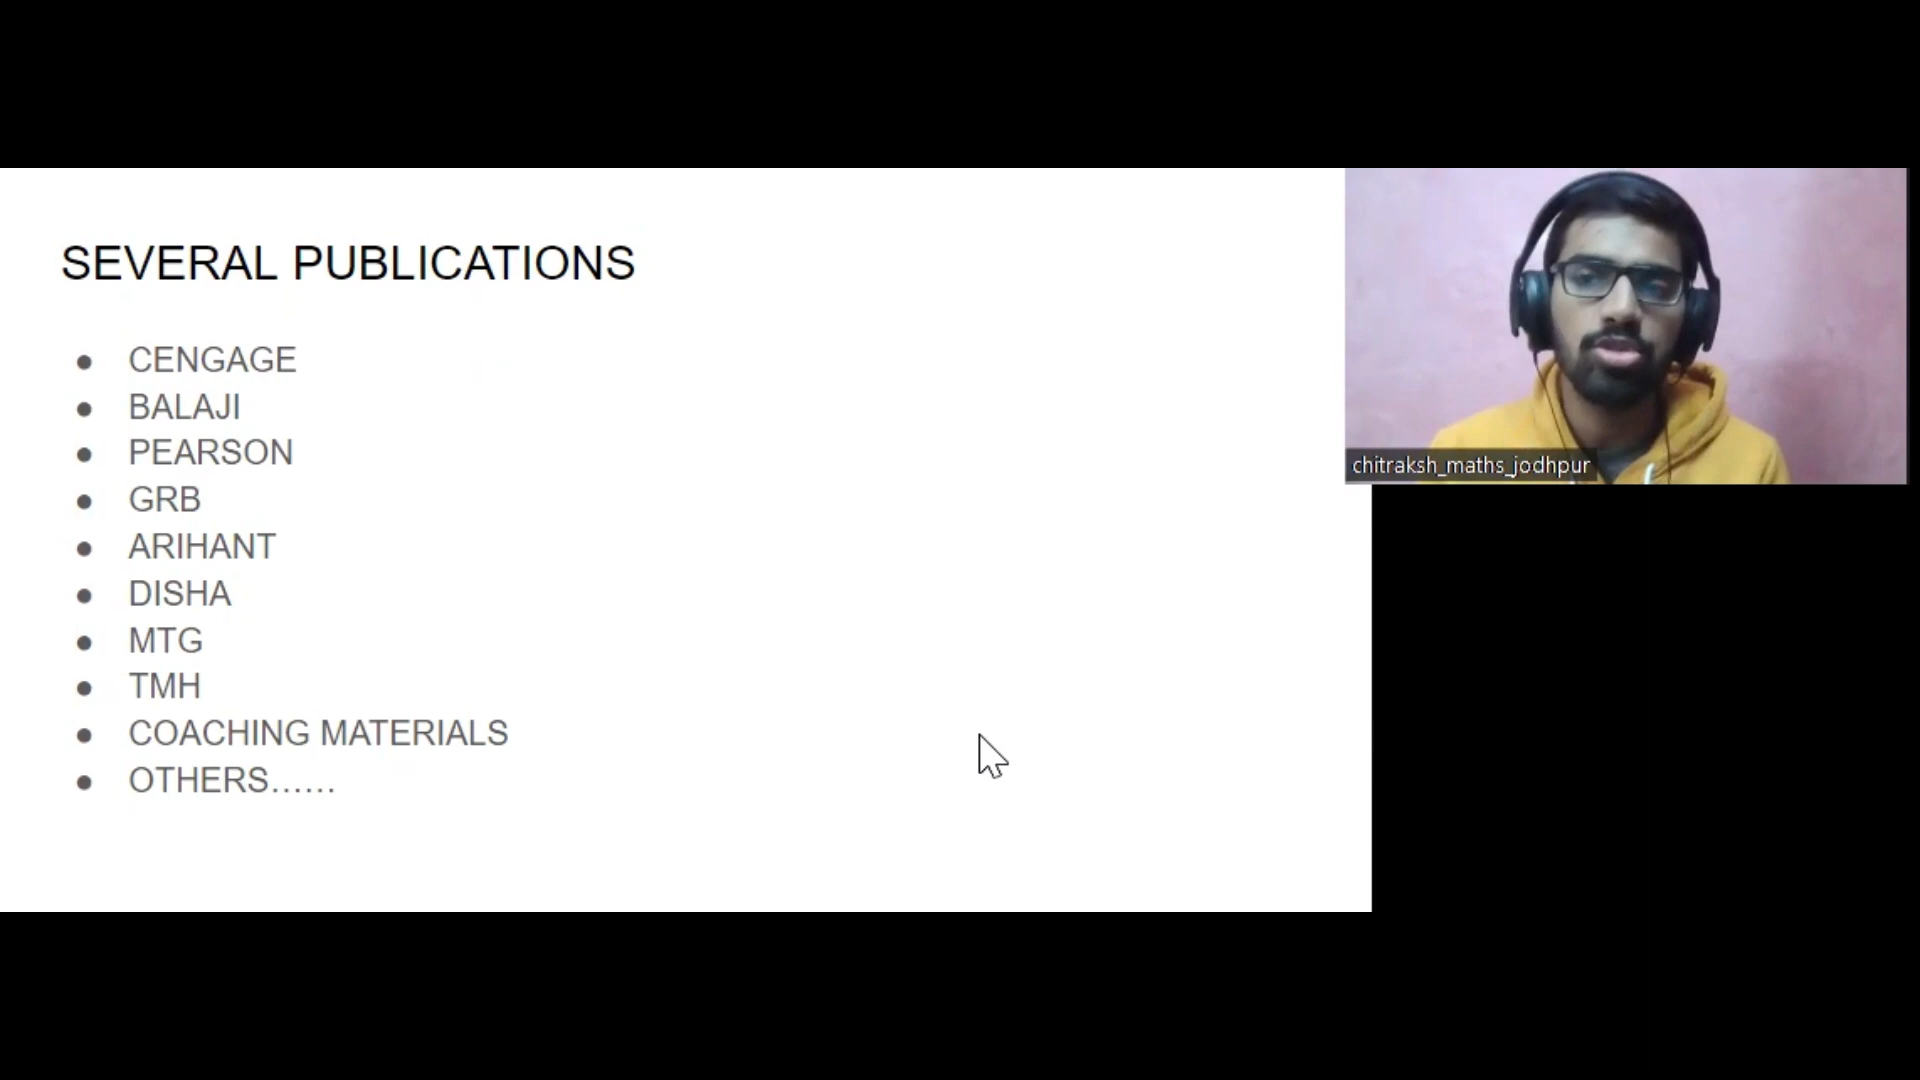 SEVERAL PUBLICATIONS
● CENGAGE
● BALAJI
● PEARSON
● GRB
● ARIHANT
● DISHA
● MTG
● TMH
● COACHING MATERIALS
● OTHERS......
chitraksh_maths_jodhpur